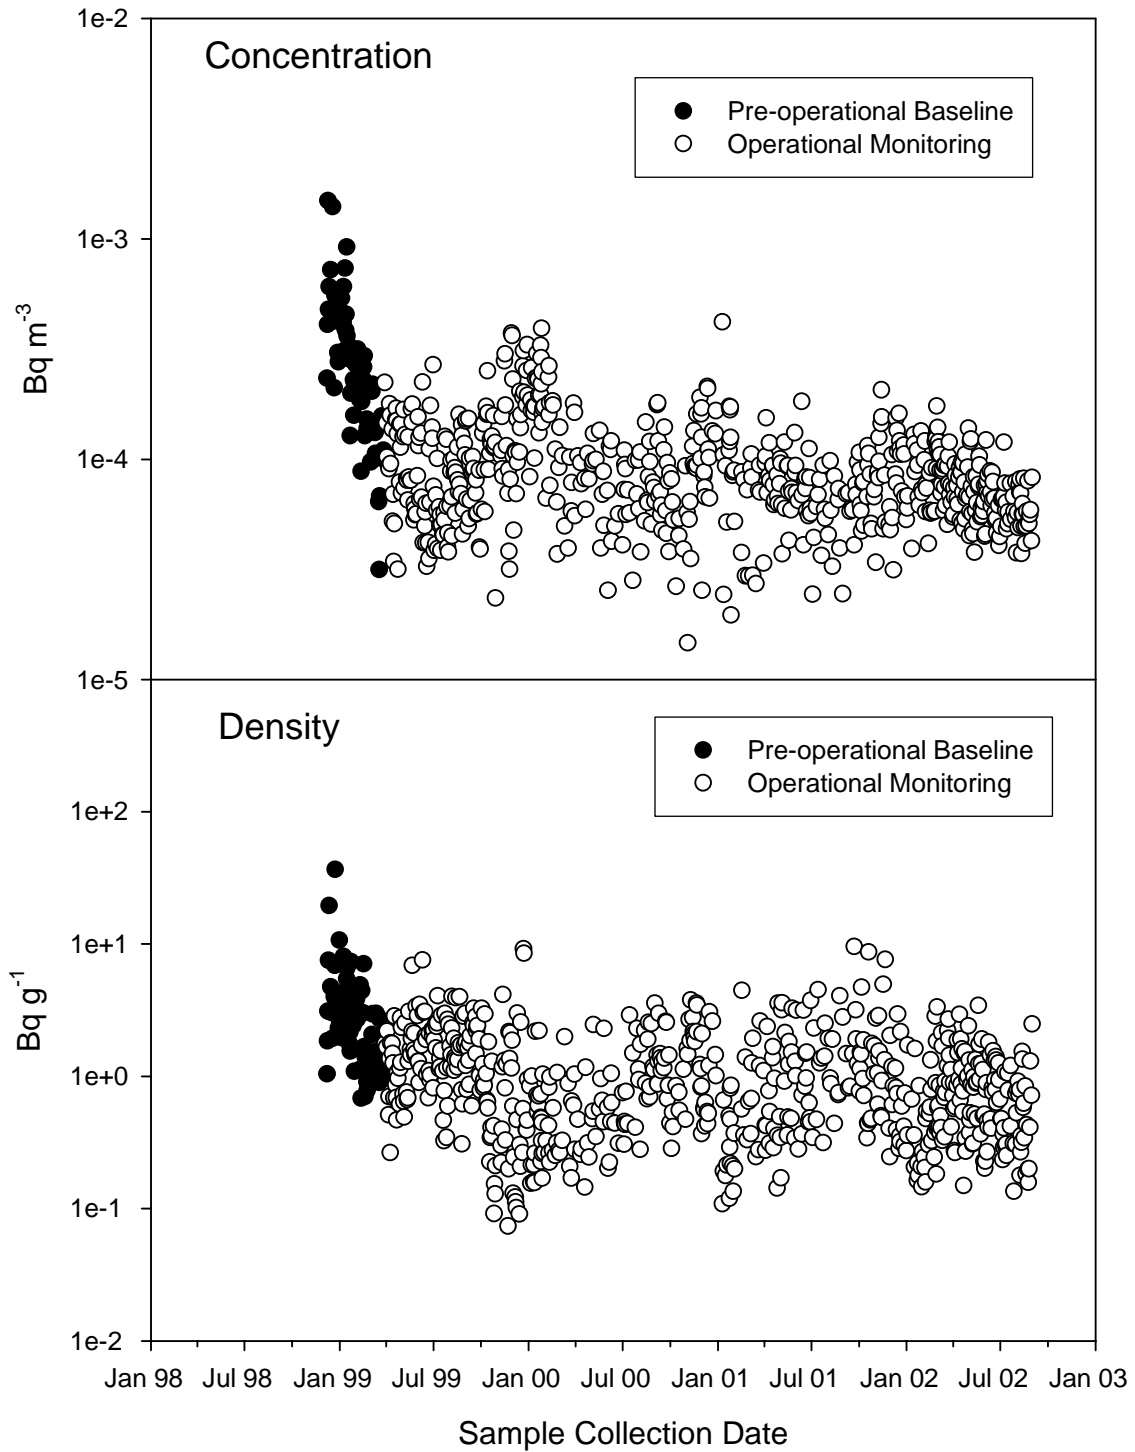 Concentration
Pre-operational Baseline
Operational Monitoring
1e-2
1e-3
1e-4
1e-5
Bq m-3
Density
Pre-operational Baseline
Operational Monitoring
1e+2
1e+1
1e+0
1e-1
1e-2
Bq g-1
Jan 98 Jul 98 Jan 99 Jul 99 Jan 00 Jul 00 Jan 01 Jul 01 Jan 02 Jul 02 Jan 03
Sample Collection Date